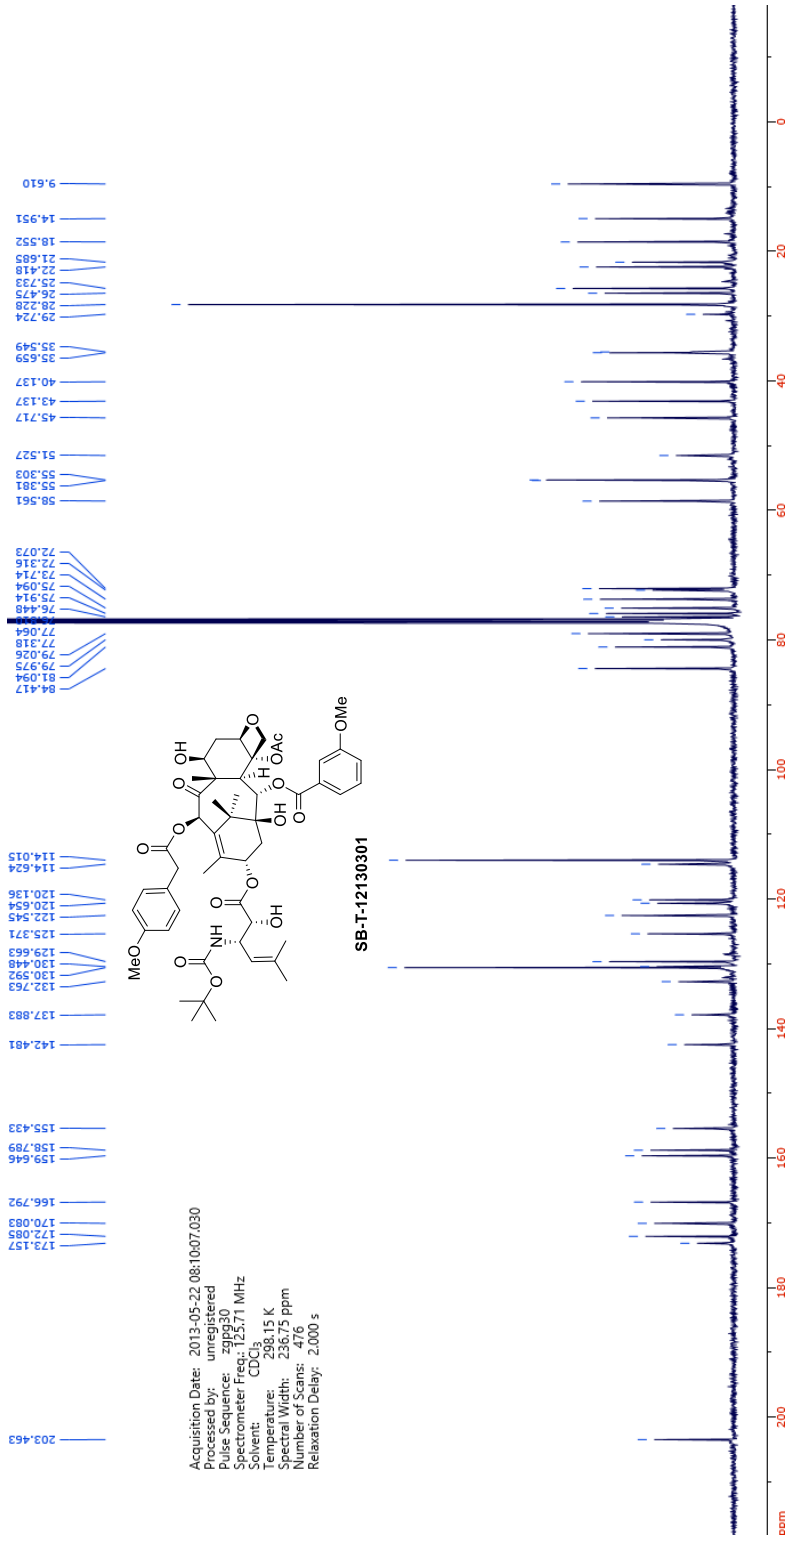 203.463
173.157
172.085
170.083
166.792
159.646
158.789
155.433
142.481
137.883
132.763
130.592
130.448
129.663
125.371
122.545
120.654
120.136
114.624
114.015
84.417
81.094
79.975
79.026
77.318
77.064
76.448
75.914
75.094
73.714
72.316
72.073
58.561
55.381
55.303
51.527
45.717
43.137
40.137
35.659
35.549
29.724
28.228
26.475
25.733
22.418
21.685
18.552
14.951
9.610
Acquisition Date: 2013-05-22 08:10:07.030
Processed by: unregistered
Pulse Sequence: zgpg30
Spectrometer Freq.: 125.71 MHz
Solvent: CDCl3
Temperature: 298.15 K
Spectral Width: 236.75 ppm
Number of Scans: 476
Relaxation Delay: 2.000 s
MeO
O
O
O
OH
O
O
O
NH
O
O
OH
H
OAc
OH
O
O
OMe
SB-T-12130301
ppm
200
180
160
140
120
100
80
60
40
20
0